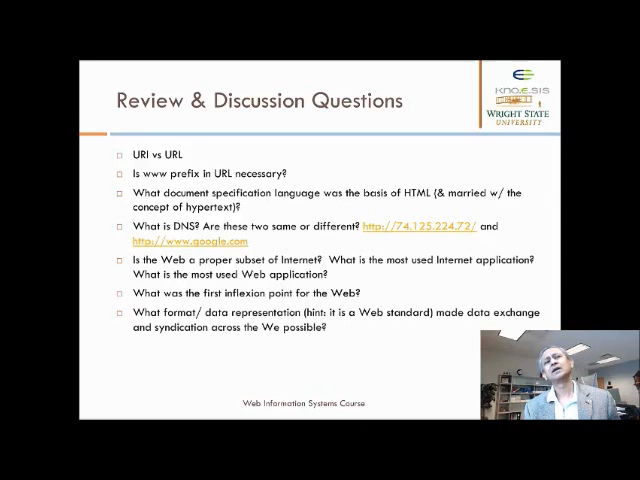 Review & Discussion Questions
KNO.E.SIS
WRIGHT STATE
UNIVERSITY
URI vs URL
Is www prefix in URL necessary?
What document specification language was the basis of HTML (& married w/ the
concept of hypertext)?
What is DNS? Are these two same or different? http://74.125.224.72/ and
http://www.google.com
Is the Web a proper subset of Internet? What is the most used Internet application?
What is the most used Web application?
What was the first inflexion point for the Web?
What format/ data representation (hint: it is a Web standard) made data exchange
and syndication across the We possible?
Web Information Systems Course